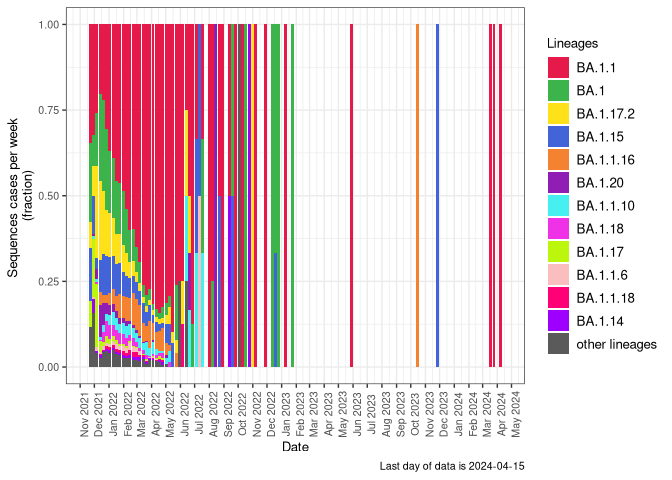 1.00
0.75
0.50
0.25
0.00
Sequences cases per week
(fraction)
Nov 2021
Dec 2021
Jan 2022
Feb 2022
Mar 2022
Apr 2022
May 2022
Jun 2022
Jul 2022
Aug 2022
Sep 2022
Oct 2022
Nov 2022
Dec 2022
Jan 2023
Feb 2023
Mar 2023
Apr 2023
May 2023
Jun 2023
Jul 2023
Aug 2023
Sep 2023
Oct 2023
Nov 2023
Dec 2023
Jan 2024
Feb 2024
Mar 2024
Apr 2024
May 2024
Date
Lineages
BA.1.1
BA.1
BA.1.17.2
BA.1.15
BA.1.1.16
BA.1.20
BA.1.1.10
BA.1.18
BA.1.17
BA.1.1.6
BA.1.1.18
BA.1.14
other lineages
Last day of data is 2024-04-15